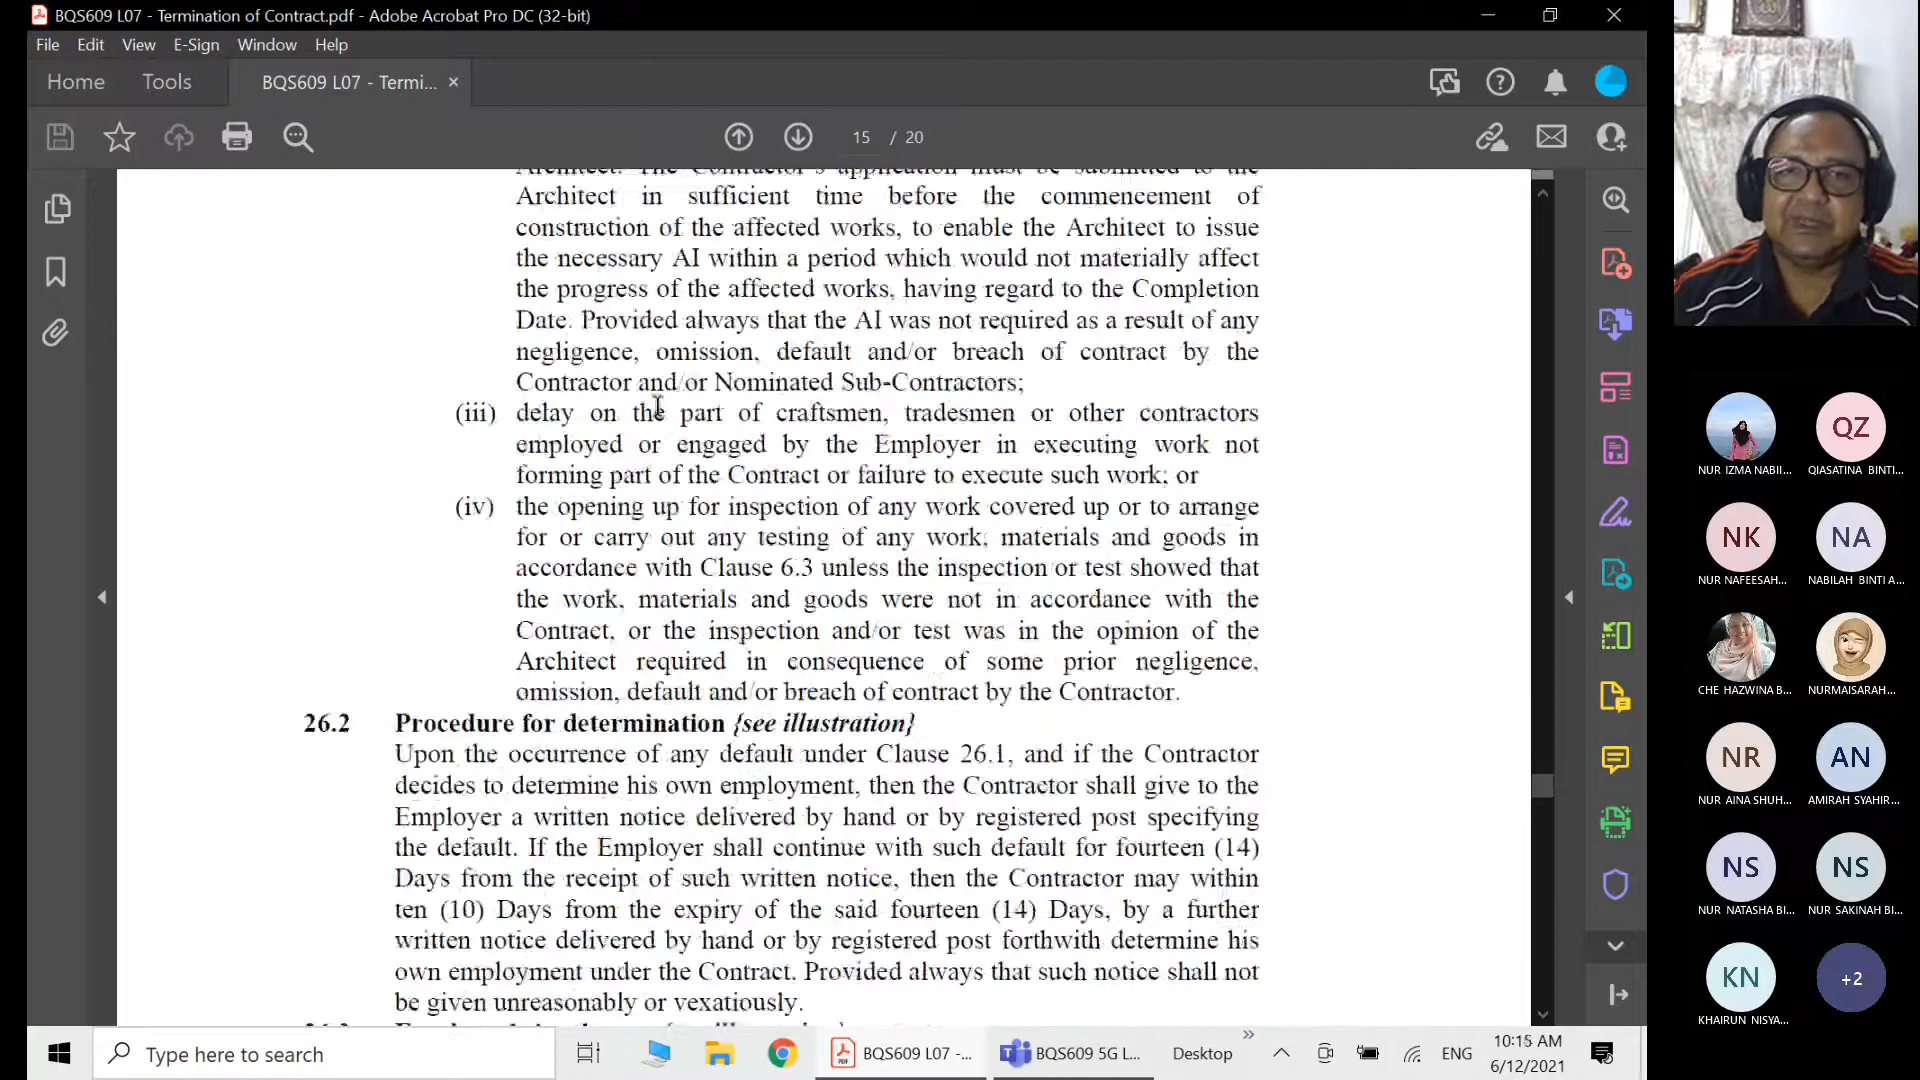 BQS609 L07 - Termination of Contract.pdf - Adobe Acrobat Pro DC (32-bit)
File Edit View E-Sign Window Help
Home Tools BQS609 L07 - Termi... ×
15 / 20
Architect. The Contractor's application must be submitted to the
Architect in sufficient time before the commencement of
construction of the affected works, to enable the Architect to issue
the necessary AI within a period which would not materially affect
the progress of the affected works, having regard to the Completion
Date. Provided always that the AI was not required as a result of any
negligence, omission, default and/or breach of contract by the
Contractor and/or Nominated Sub-Contractors;
(iii) delay on the part of craftsmen, tradesmen or other contractors
employed or engaged by the Employer in executing work not
forming part of the Contract or failure to execute such work; or
(iv) the opening up for inspection of any work covered up or to arrange
for or carry out any testing of any work, materials and goods in
accordance with Clause 6.3 unless the inspection or test showed that
the work, materials and goods were not in accordance with the
Contract, or the inspection and/or test was in the opinion of the
Architect required in consequence of some prior negligence,
omission, default and/or breach of contract by the Contractor.
26.2 Procedure for determination {see illustration}
Upon the occurrence of any default under Clause 26.1, and if the Contractor
decides to determine his own employment, then the Contractor shall give to the
Employer a written notice delivered by hand or by registered post specifying
the default. If the Employer shall continue with such default for fourteen (14)
Days from the receipt of such written notice, then the Contractor may within
ten (10) Days from the expiry of the said fourteen (14) Days, by a further
written notice delivered by hand or by registered post forthwith determine his
own employment under the Contract. Provided always that such notice shall not
be given unreasonably or vexatiously.
QZ
NUR IZMA NABII... QIASATINA BINTI...
NK NA
NUR NAFEESAH... NABILAH BINTI A...
CHE HAZWINA B... NURMAISARAH...
NR AN
NUR AINA SHUH... AMIRAH SYAHIR...
NS NS
NUR NATASHA BI... NUR SAKINAH BI...
KN +2
KHAIRUN NISYA...
Type here to search
BQS609 L07 -...
BQS609 5G L...
Desktop
ENG
10:15 AM
6/12/2021